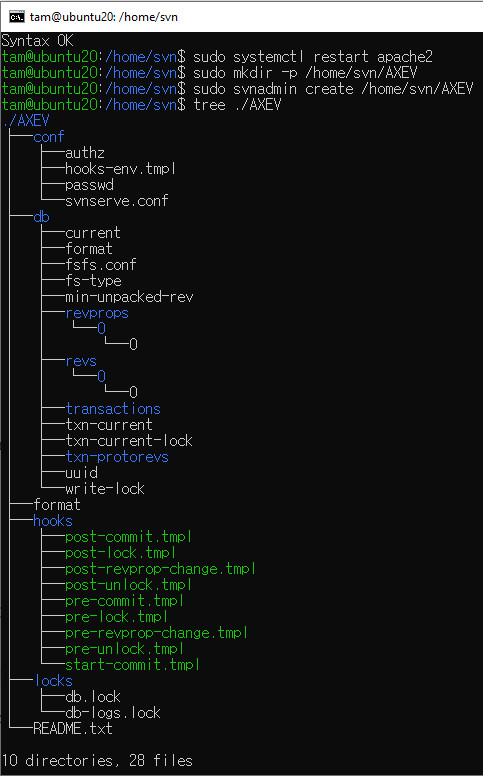 tam@ubuntu20: /home/svn
Syntax OK
tam@ubuntu20:/home/svn$ sudo systemctl restart apache2
tam@ubuntu20:/home/svn$ sudo mkdir -p /home/svn/AXEV
tam@ubuntu20:/home/svn$ sudo svnadmin create /home/svn/AXEV
tam@ubuntu20:/home/svn$ tree ./AXEV
./AXEV
├──conf
│   ├──authz
│   ├──hooks-env.tmpl
│   ├──passwd
│   └──svnserve.conf
├──db
│   ├──current
│   ├──format
│   ├──fsfs.conf
│   ├──fs-type
│   ├──min-unpacked-rev
│   ├──revprops
│   │   └──0
│   │       └──0
│   ├──revs
│   │   └──0
│   │       └──0
│   ├──transactions
│   ├──txn-current
│   ├──txn-current-lock
│   ├──txn-protorevs
│   ├──uuid
│   └──write-lock
├──format
├──hooks
│   ├──post-commit.tmpl
│   ├──post-lock.tmpl
│   ├──post-revprop-change.tmpl
│   ├──post-unlock.tmpl
│   ├──pre-commit.tmpl
│   ├──pre-lock.tmpl
│   ├──pre-revprop-change.tmpl
│   ├──pre-unlock.tmpl
│   └──start-commit.tmpl
├──locks
│   ├──db.lock
│   └──db-logs.lock
└──README.txt
10 directories, 28 files